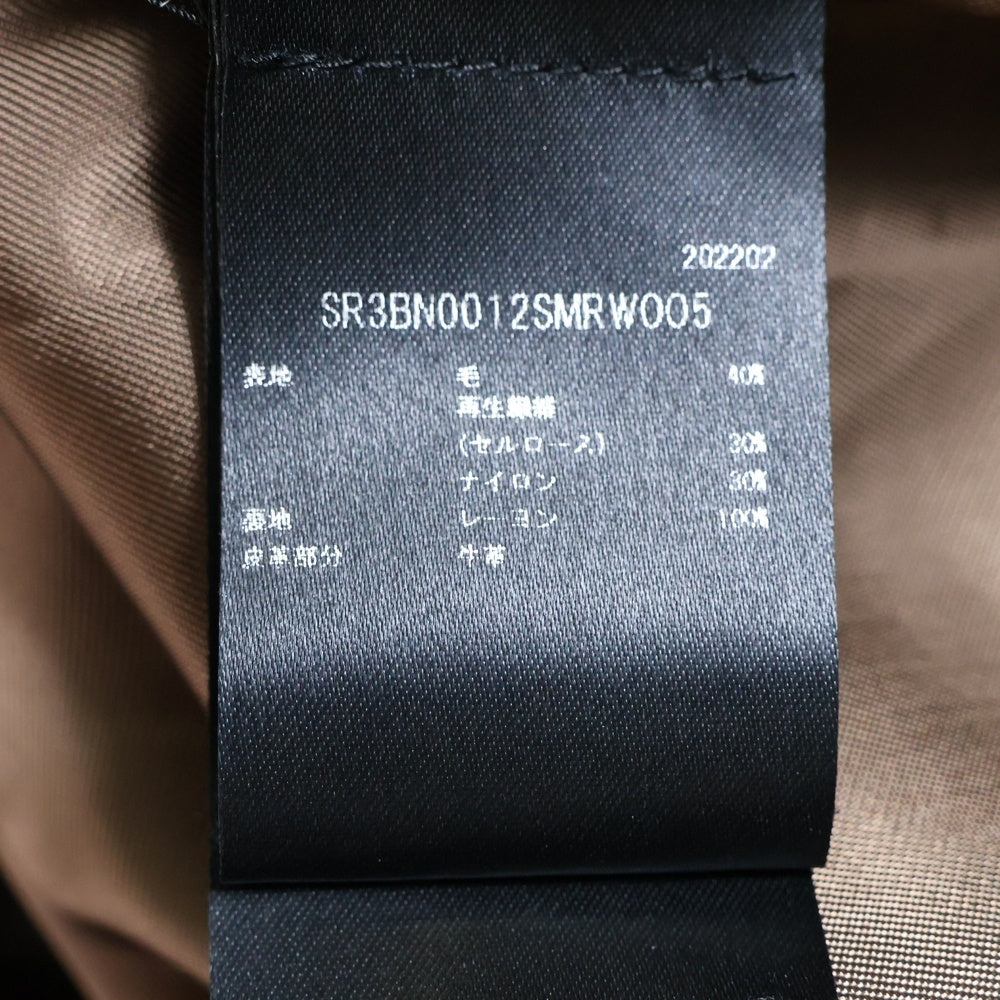 202202
SR3BN0012SMRW005
表地 毛 40%
再生繊維
(セルロース) 30%
ナイロン 30%
裏地 レーヨン 100%
皮革部分 牛革